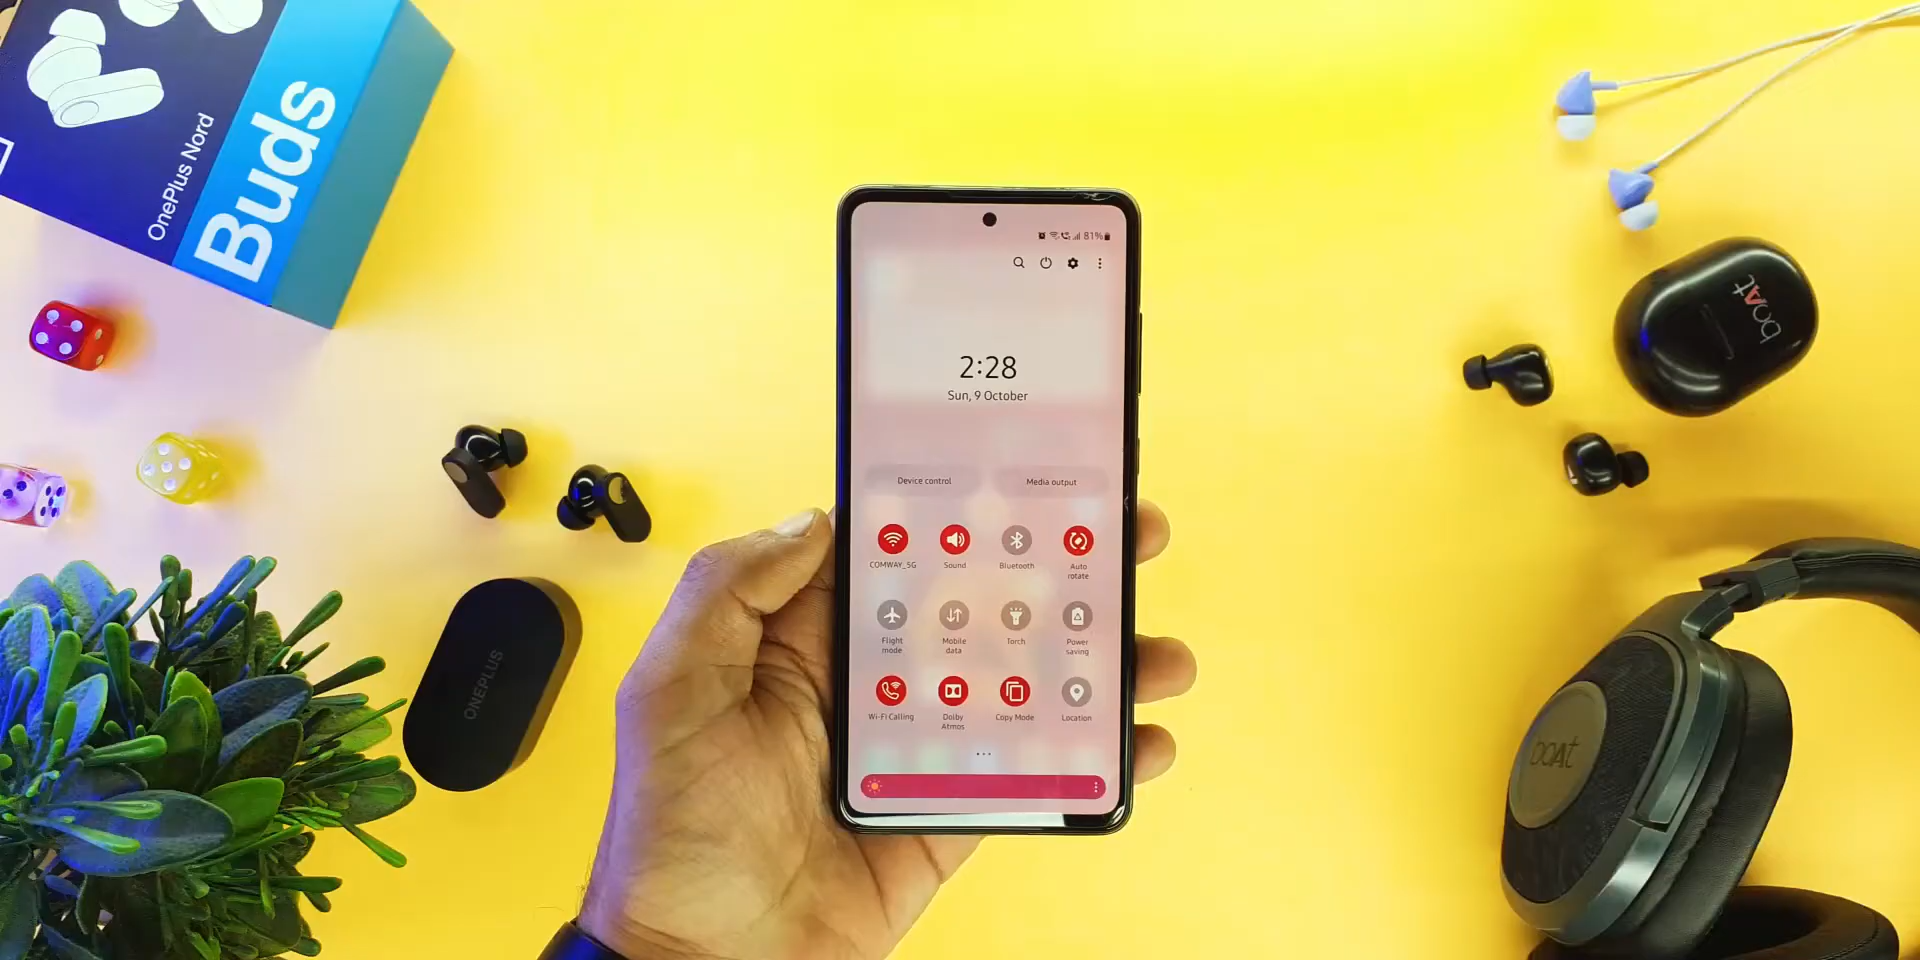 OnePlus Nord
Buds
81%
2:28
Sun, 9 October
Device control
Media output
COMWAY_5G
Sound
Bluetooth
Auto
rotate
Flight
mode
Mobile
data
Torch
Power
saving
Wi-Fi Calling
Dolby
Atmos
Copy Mode
Location
ONEPLUS
boAt
boAt